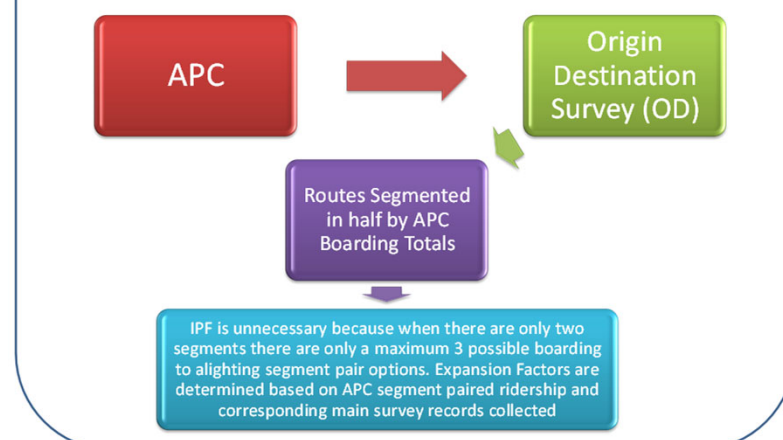 APC
Origin
Destination
Survey (OD)
Routes Segmented
in half by APC
Boarding Totals
IPF is unnecessary because when there are only two
segments there are only a maximum 3 possible boarding
to alighting segment pair options. Expansion Factors are
determined based on APC segment paired ridership and
corresponding main survey records collected